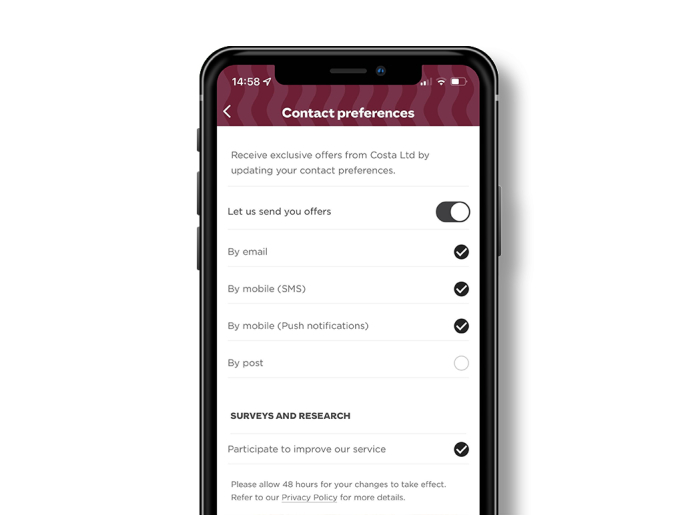 14:58
Contact preferences
Receive exclusive offers from Costa Ltd by
updating your contact preferences.
Let us send you offers
By email
By mobile (SMS)
By mobile (Push notifications)
By post
SURVEYS AND RESEARCH
Participate to improve our service
Please allow 48 hours for your changes to take effect.
Refer to our Privacy Policy for more details.